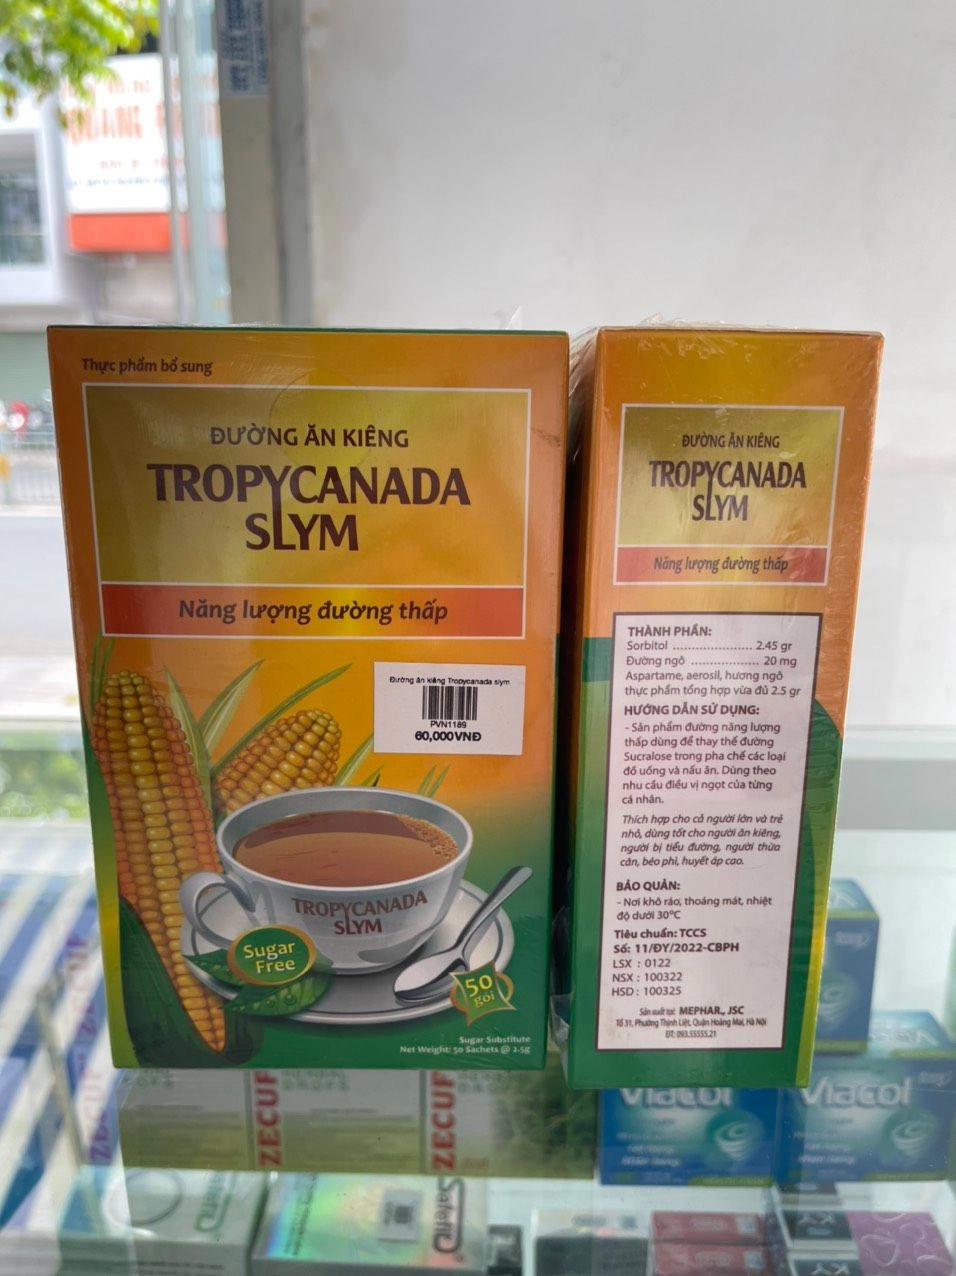 Thực phẩm bổ sung
ĐƯỜNG ĂN KIÊNG
TROPYCANADA
SLYM
Năng lượng đường thấp
Đường ăn kiêng Tropycanada slym
PVN1189
60,000VNĐ
TROPYCANADA
SLYM
Sugar
Free
50
gói
Sugar Substitute
Net Weight: 50 Sachets @ 2.5g
ĐƯỜNG ĂN KIÊNG
TROPYCANADA
SLYM
Năng lượng đường thấp
THÀNH PHẦN:
Sorbitol ..................... 2.45 gr
Đường ngô .................. 20 mg
Aspartame, aerosil, hương ngô
thực phẩm tổng hợp vừa đủ 2.5 gr
HƯỚNG DẪN SỬ DỤNG:
- Sản phẩm đường năng lượng
thấp dùng để thay thế đường
Sucralose trong pha chế các loại
đồ uống và nấu ăn. Dùng theo
nhu cầu điều vị ngọt của từng
cá nhân.
Thích hợp cho cả người lớn và trẻ
nhỏ, dùng tốt cho người ăn kiêng,
người bị tiểu đường, người thừa
cân, béo phì, huyết áp cao.
BẢO QUẢN:
- Nơi khô ráo, thoáng mát, nhiệt
độ dưới 30°C
Tiêu chuẩn: TCCS
Số: 11/ĐY/2022-CBPH
LSX : 0122
NSX : 100322
HSD : 100325
Sản xuất tại: MEPHAR., JSC
Tổ 31, Phường Thịnh Liệt, Quận Hoàng Mai, Hà Nội
ĐT: 093.55555.21
ZECUF
ZECUF
ZECUF
Viacol
Viacol